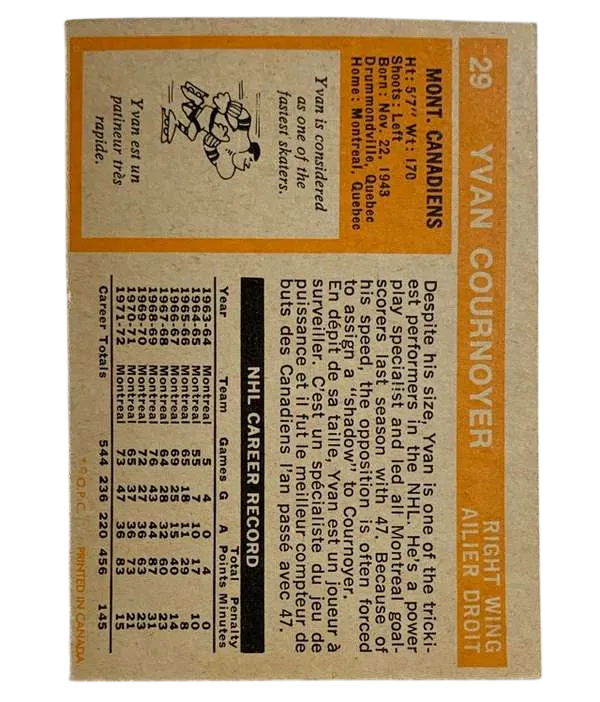 29 YVAN COURNOYER RIGHT WING
AILIER DROIT
MONT. CANADIENS
Ht: 5'7" Wt: 170
Shoots: Left
Born: Nov. 22, 1943
Drummondville, Quebec
Home: Montreal, Quebec
Yvan is considered
as one of the
fastest skaters.
Yvan est un
patineur très
rapide.
Despite his size, Yvan is one of the tricki-
est performers in the NHL. He's a power
play specialist and led all Montreal goal-
scorers last season with 47. Because of
his speed, the opposition is often forced
to assign a "shadow" to Cournoyer.
En dépit de sa taille, Yvan est un joueur à
surveiller. C'est un spécialiste du jeu de
puissance et il fut le meilleur compteur de
buts des Canadiens l'an passé avec 47.
NHL CAREER RECORD
Total Penalty
Year Team Games G A Points Minutes
1963-64 Montreal 5 4 0 4 0
1964-65 Montreal 55 7 10 17 10
1965-66 Montreal 65 18 11 29 8
1966-67 Montreal 69 25 15 40 14
1967-68 Montreal 64 28 32 60 23
1968-69 Montreal 76 43 44 87 31
1969-70 Montreal 72 27 36 63 23
1970-71 Montreal 65 37 36 73 21
1971-72 Montreal 73 47 36 83 15
Career Totals 544 236 220 456 145
* © O.P.C. PRINTED IN CANADA